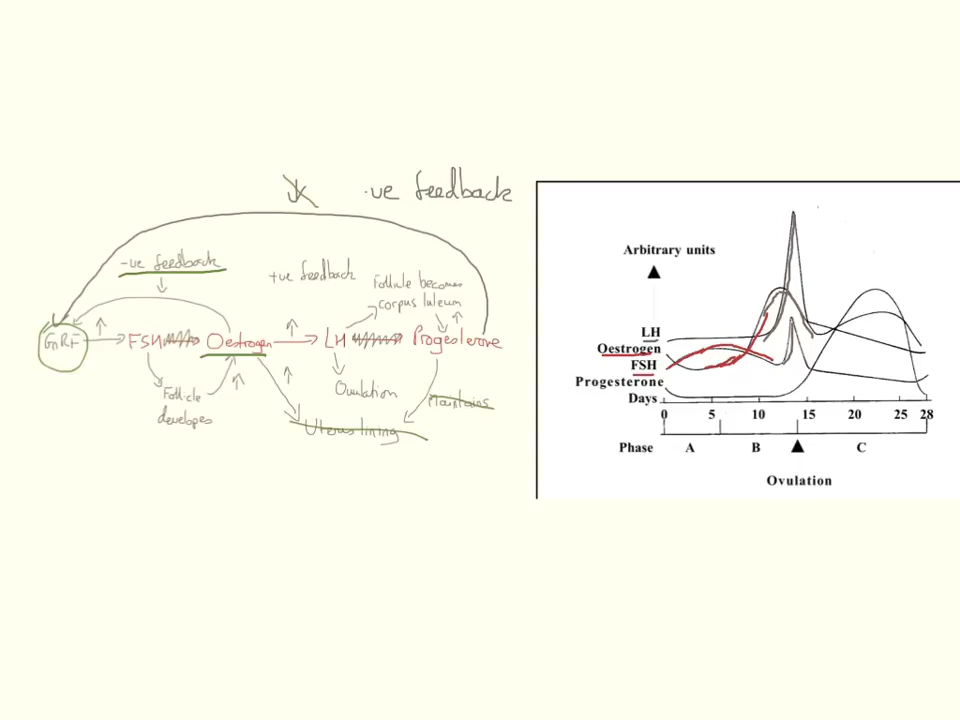 -ve feedback
-ve feedback
+ve feedback
Follicle becomes
corpus luteum
GnRF
FSH
Oestrogen
LH
Progesterone
Follicle
developes
Ovulation
Maintains
Uterus lining
Arbitrary units
LH
Oestrogen
FSH
Progesterone
Days
0 5 10 15 20 25 28
Phase A B C
Ovulation